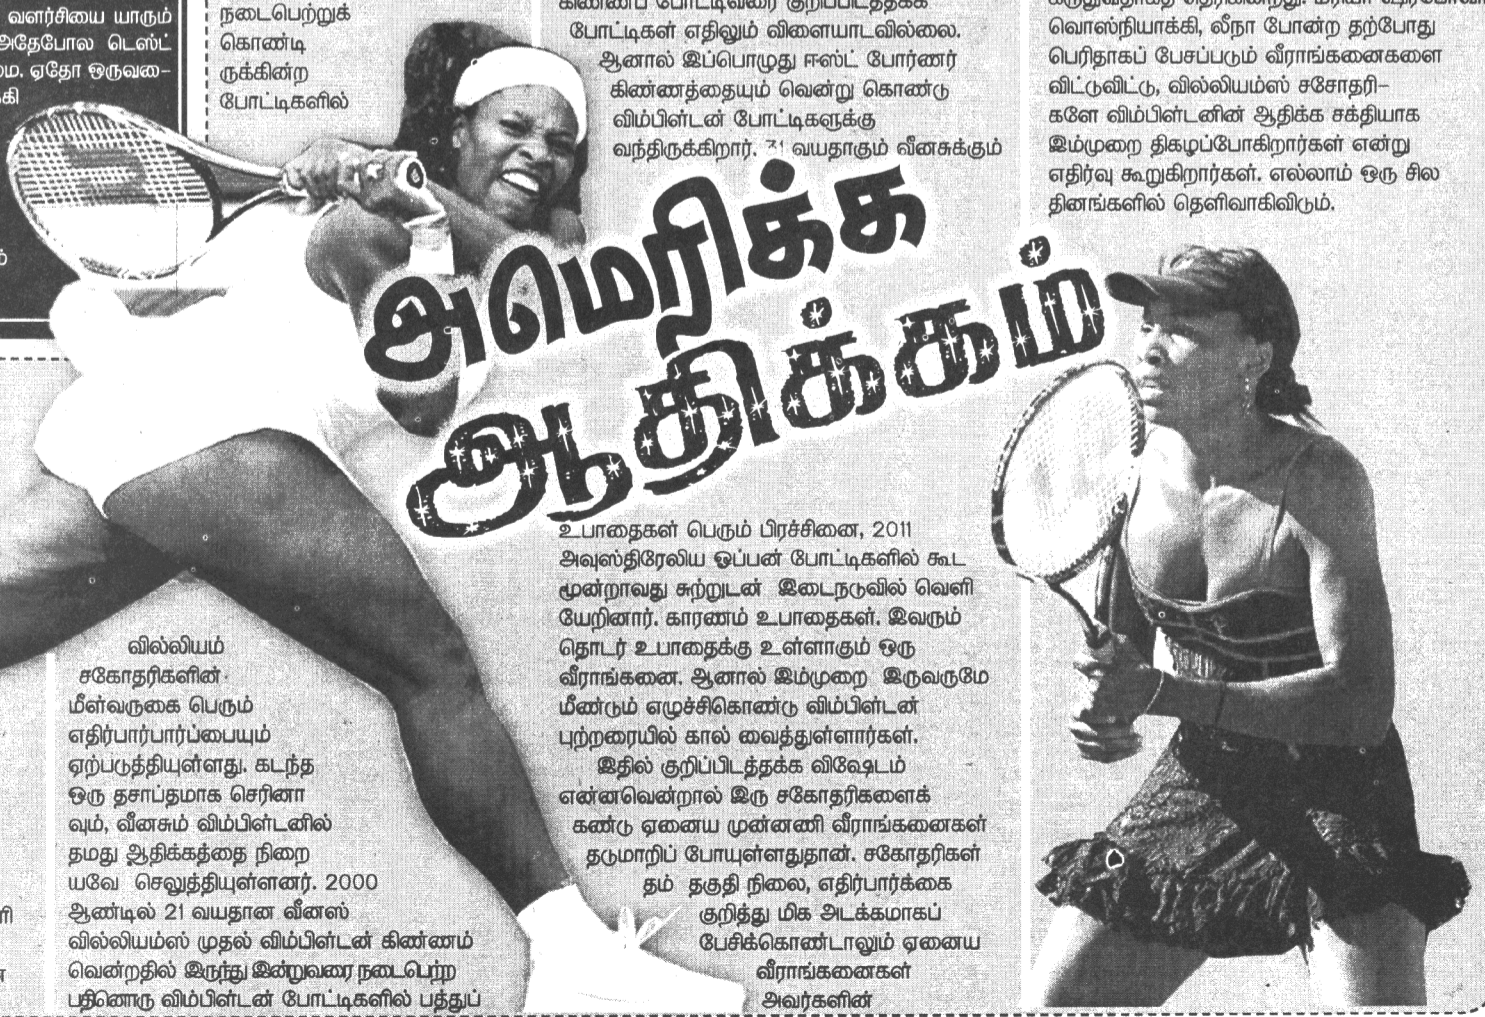 வளர்சியை யாரும்
அதேபோல டெஸ்ட்
ஏதோ ஒருவகை-
நடைபெற்றுக்
கொண்டி
ருக்கின்ற
போட்டிகளில்
அமெரிக்க
ஆதிக்கம்
வில்லியம்
சகோதரிகளின்
மீள்வருகை பெரும்
எதிர்பார்பார்ப்பையும்
ஏற்படுத்தியுள்ளது. கடந்த
ஒரு தசாப்தமாக செரினா
வும், வீனசும் விம்பிள்டனில்
தமது ஆதிக்கத்தை நிறை
யவே செலுத்தியுள்ளனர். 2000
ஆண்டில் 21 வயதான வீனஸ்
வில்லியம்ஸ் முதல் விம்பிள்டன் கிண்ணம்
வென்றதில் இருந்து இன்றுவரை நடைபெற்ற
பதினொரு விம்பிள்டன் போட்டிகளில் பத்துப்
கிண்ணப் போட்டிவரை குறிப்பிடத்தக்க
போட்டிகள் எதிலும் விளையாடவில்லை.
ஆனால் இப்பொழுது ஈஸ்ட் போர்ணர்
கிண்ணத்தையும் வென்று கொண்டு
விம்பிள்டன் போட்டிகளுக்கு
வந்திருக்கிறார். 31 வயதாகும் வீனசுக்கும்
உபாதைகள் பெரும் பிரச்சினை, 2011
அவுஸ்திரேலிய ஒப்பன் போட்டிகளில் கூட
மூன்றாவது சுற்றுடன் இடைநடுவில் வெளி
யேறினார். காரணம் உபாதைகள். இவரும்
தொடர் உபாதைக்கு உள்ளாகும் ஒரு
வீராங்கனை. ஆனால் இம்முறை இருவருமே
மீண்டும் எழுச்சிகொண்டு விம்பிள்டன்
புற்றரையில் கால் வைத்துள்ளார்கள்.
இதில் குறிப்பிடத்தக்க விஷேடம்
என்னவென்றால் இரு சகோதரிகளைக்
கண்டு ஏனைய முன்னணி வீராங்கனைகள்
தடுமாறிப் போயுள்ளதுதான். சகோதரிகள்
தம் தகுதி நிலை, எதிர்பார்க்கை
குறித்து மிக அடக்கமாகப்
பேசிக்கொண்டாலும் ஏனைய
வீராங்கனைகள்
அவர்களின்
வொஸ்நியாக்கி, லீநா போன்ற தற்போது
பெரிதாகப் பேசப்படும் வீராங்கனைகளை
விட்டுவிட்டு, வில்லியம்ஸ் சசோதரி-
களே விம்பிள்டனின் ஆதிக்க சக்தியாக
இம்முறை திகழப்போகிறார்கள் என்று
எதிர்வு கூறுகிறார்கள். எல்லாம் ஒரு சில
தினங்களில் தெளிவாகிவிடும்.